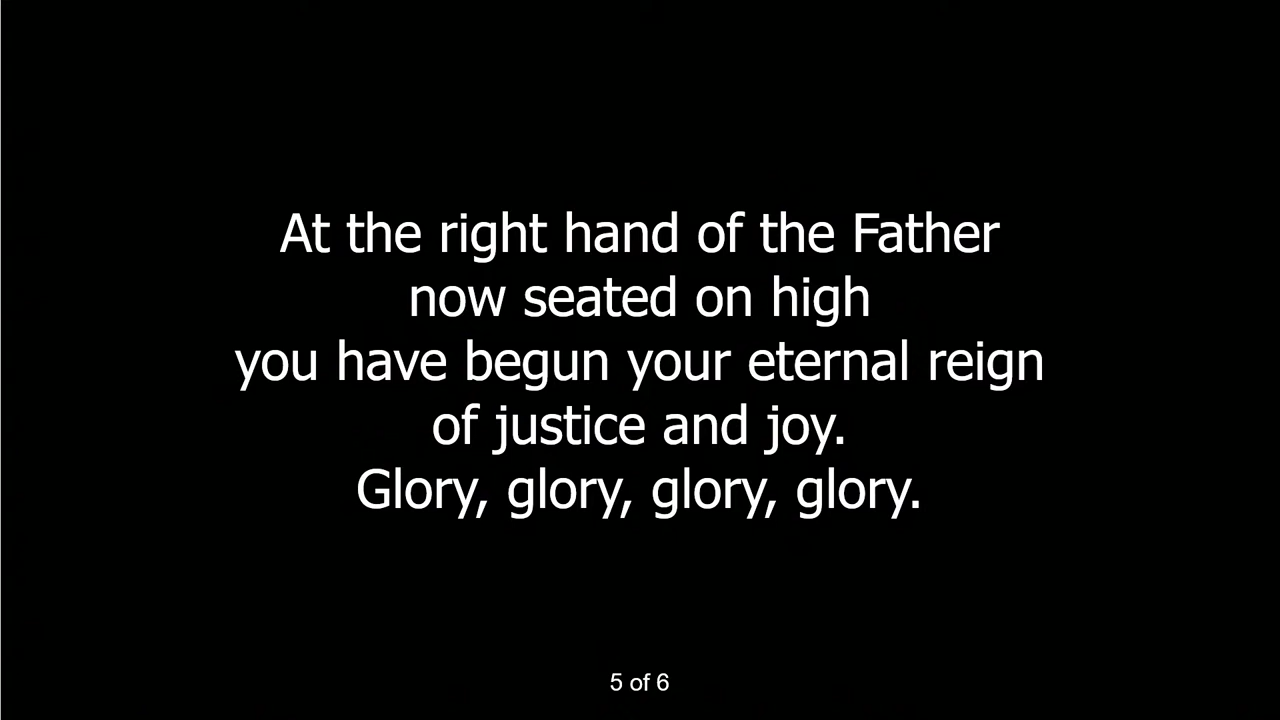 At the right hand of the Father
now seated on high
you have begun your eternal reign
of justice and joy.
Glory, glory, glory, glory.
5 of 6